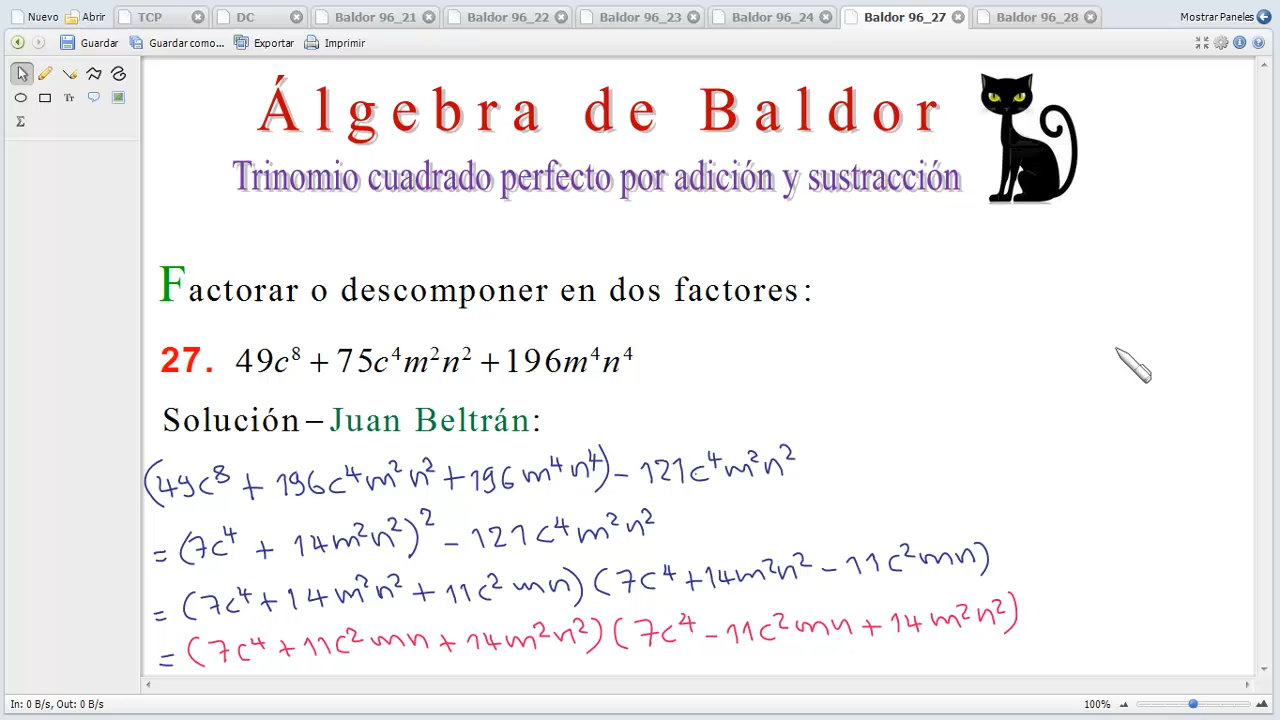 Nuevo Abrir TCP DC Baldor 96_21 Baldor 96_22 Baldor 96_23 Baldor 96_24 Baldor 96_27 Baldor 96_28 Mostrar Paneles
Guardar Guardar como... Exportar Imprimir
Tr
Σ
Álgebra de Baldor
Trinomio cuadrado perfecto por adición y sustracción
Factorar o descomponer en dos factores:
27. 49c⁸ + 75c⁴m²n² + 196m⁴n⁴
Solución – Juan Beltrán:
(49c⁸ + 196c⁴m²n² + 196m⁴n⁴) – 121c⁴m²n²
= (7c⁴ + 14m²n²)² – 121c⁴m²n²
= (7c⁴ + 14m²n² + 11c²mn) (7c⁴ + 14m²n² – 11c²mn)
= (7c⁴ + 11c²mn + 14m²n²) (7c⁴ – 11c²mn + 14m²n²)
In: 0 B/s, Out: 0 B/s 100%